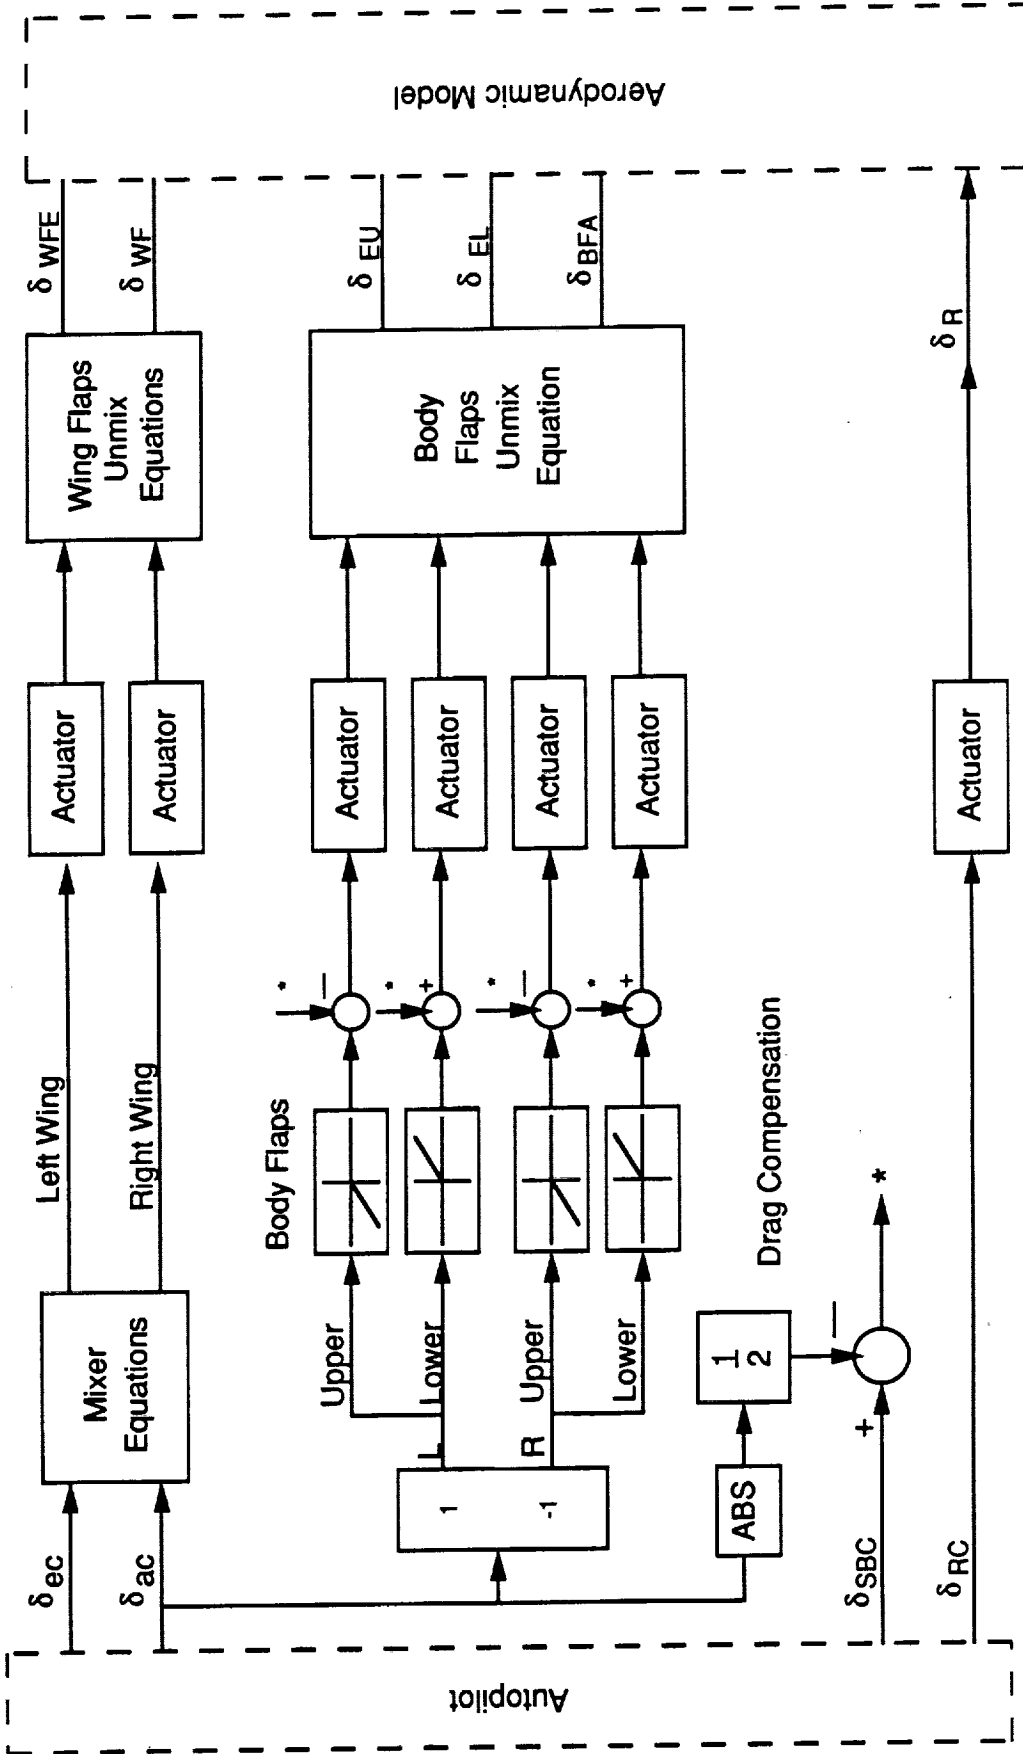 Autopilot
δec
δac
δSBC
δRC
Mixer
Equations
Left Wing
Right Wing
1
-1
L
R
Upper
Lower
Upper
Lower
Body Flaps
ABS
1
2
Drag Compensation
+
—
*
* —
* +
* —
* +
Actuator
Actuator
Actuator
Actuator
Actuator
Actuator
Actuator
Wing Flaps
Unmix
Equations
Body
Flaps
Unmix
Equation
δ WFE
δ WF
δ EU
δ EL
δ BFA
δ R
Aerodynamic Model